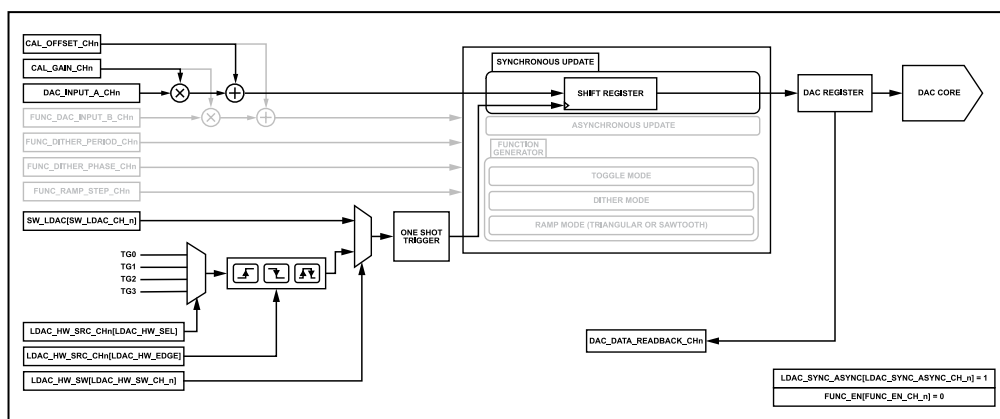 CAL_OFFSET_CHn
CAL_GAIN_CHn
DAC_INPUT_A_CHn
FUNC_DAC_INPUT_B_CHn
FUNC_DITHER_PERIOD_CHn
FUNC_DITHER_PHASE_CHn
FUNC_RAMP_STEP_CHn
SW_LDAC[SW_LDAC_CH_n]
TG0
TG1
TG2
TG3
LDAC_HW_SRC_CHn[LDAC_HW_SEL]
LDAC_HW_SRC_CHn[LDAC_HW_EDGE]
LDAC_HW_SW[LDAC_HW_SW_CH_n]
ONE SHOT
TRIGGER
SYNCHRONOUS UPDATE
SHIFT REGISTER
ASYNCHRONOUS UPDATE
FUNCTION
GENERATOR
TOGGLE MODE
DITHER MODE
RAMP MODE (TRIANGULAR OR SAWTOOTH)
DAC REGISTER
DAC CORE
DAC_DATA_READBACK_CHn
LDAC_SYNC_ASYNC[LDAC_SYNC_ASYNC_CH_n] = 1
FUNC_EN[FUNC_EN_CH_n] = 0